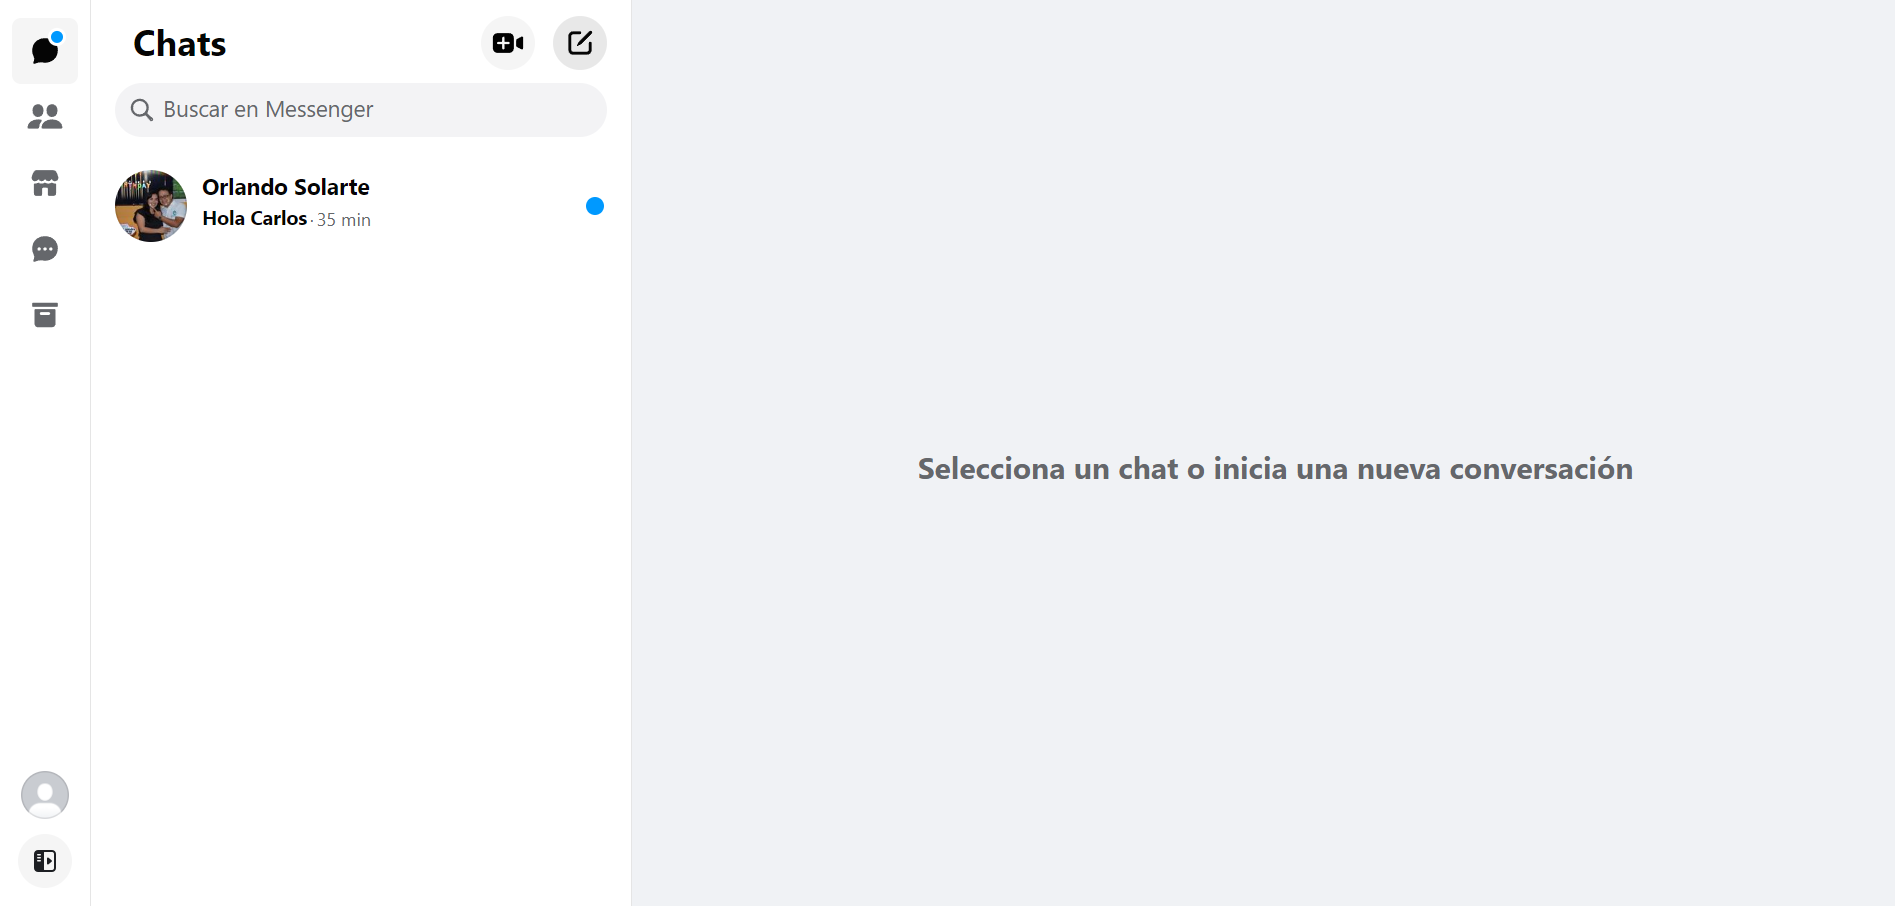 Chats
Buscar en Messenger
Orlando Solarte
Hola Carlos · 35 min
Selecciona un chat o inicia una nueva conversación